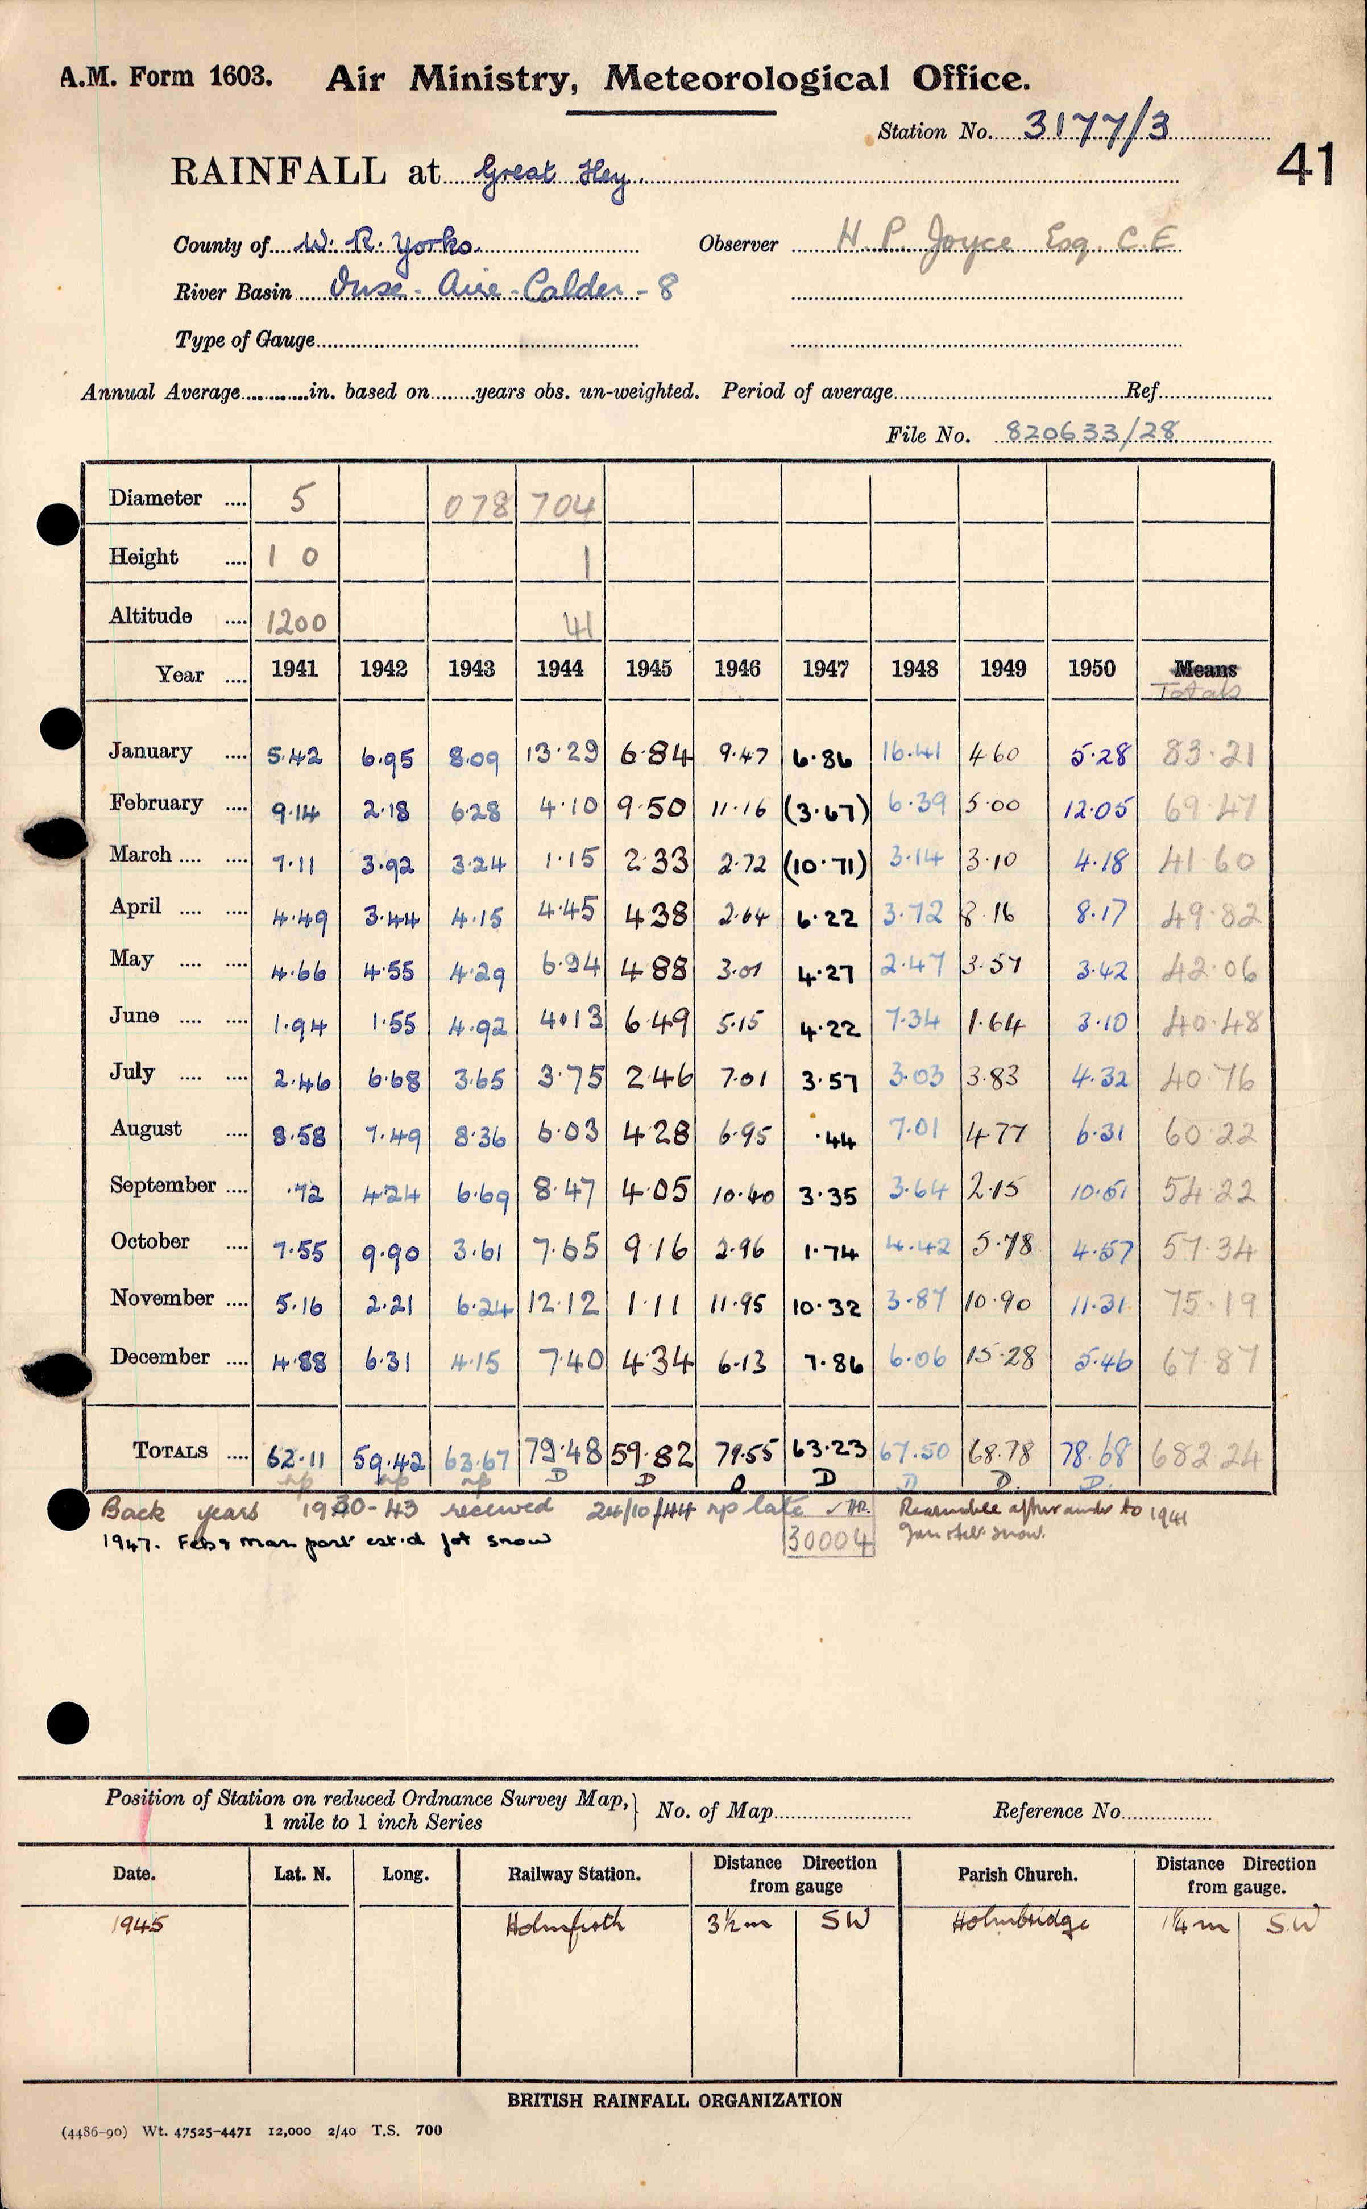 A.M. Form 1603. Air Ministry, Meteorological Office.
Station No. 3177/3
41
RAINFALL at Great Hey.
County of W. R. Yorks. Observer H. P. Joyce Esq. C.E
River Basin Ouse - Aire - Calder - 8
Type of Gauge
Annual Average in. based on years obs. un-weighted. Period of average Ref
File No. 820633/28
Diameter .... 5 078 704
Height .... 1 0 1
Altitude .... 1200 41
Year .... 1941 1942 1943 1944 1945 1946 1947 1948 1949 1950 Means
Totals
January .... 5.42 6.95 8.09 13.29 6.84 9.47 6.86 16.41 4.60 5.28 83.21
February .... 9.14 2.18 6.28 4.10 9.50 11.16 (3.67) 6.39 5.00 12.05 69.47
March .... .... 7.11 3.92 3.24 1.15 2.33 2.72 (10.71) 3.14 3.10 4.18 41.60
April .... .... 4.49 3.44 4.15 4.45 4.38 2.64 6.22 3.72 8.16 8.17 49.82
May .... .... 4.66 4.55 4.29 6.94 4.88 3.01 4.27 2.47 3.57 3.42 42.06
June .... .... 1.94 1.55 4.92 4.13 6.49 5.15 4.22 7.34 1.64 3.10 40.48
July .... .... 2.46 6.68 3.65 3.75 2.46 7.01 3.57 3.03 3.83 4.32 40.76
August .... 8.58 7.49 8.36 6.03 4.28 6.95 .44 7.01 4.77 6.31 60.22
September .... .72 4.24 6.69 8.47 4.05 10.40 3.35 3.64 2.15 10.51 54.22
October .... 7.55 9.90 3.61 7.65 9.16 2.96 1.74 4.42 5.78 4.57 57.34
November .... 5.16 2.21 6.24 12.12 1.11 11.95 10.32 3.87 10.90 11.31 75.19
December .... 4.88 6.31 4.15 7.40 4.34 6.13 7.86 6.06 15.28 5.46 67.87
TOTALS .... 62.11 59.42 63.67 79.48 59.82 79.55 63.23 67.50 68.78 78.68 682.24
np np np D D D D D D. D.
Back years 1930-43 received 24/10/44 np late
1947. Feb & Mar part est'd for snow
30004
Position of Station on reduced Ordnance Survey Map,} No. of Map Reference No.
1 mile to 1 inch Series
Date. Lat. N. Long. Railway Station. Distance Direction from gauge Parish Church. Distance Direction from gauge.
1945 Holmfirth 3½m SW Holmbridge 1¼m SW
BRITISH RAINFALL ORGANIZATION
(4486-90) Wt. 47525-4471 12,000 2/40 T.S. 700